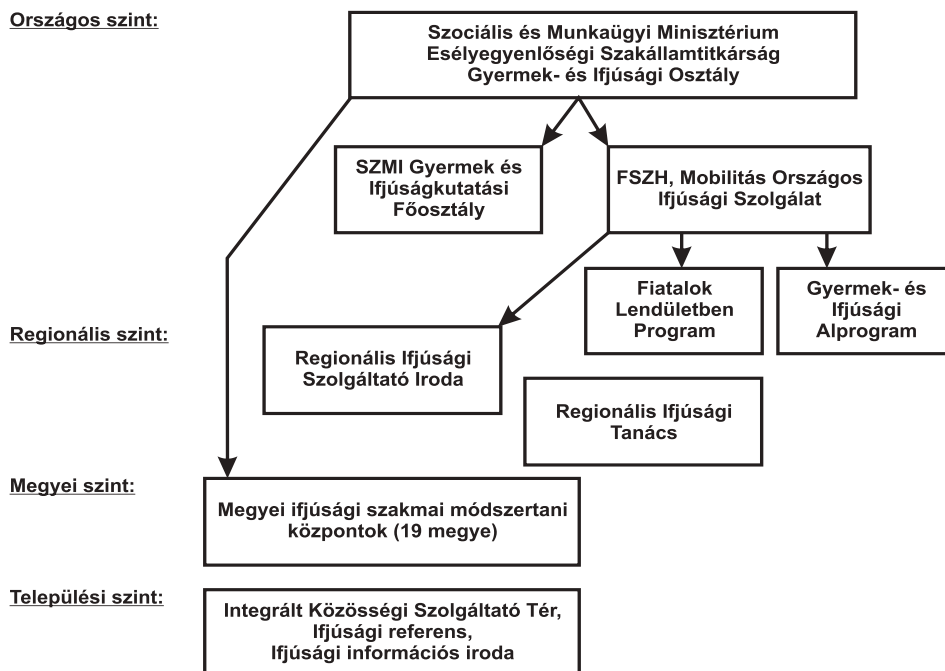 Országos szint:
Szociális és Munkaügyi Minisztérium
Esélyegyenlőségi Szakállamtitkárság
Gyermek- és Ifjúsági Osztály
SZMI Gyermek és
Ifjúságkutatási
Főosztály
FSZH, Mobilitás Országos
Ifjúsági Szolgálat
Fiatalok
Lendületben
Program
Gyermek- és
Ifjúsági
Alprogram
Regionális szint:
Regionális Ifjúsági
Szolgáltató Iroda
Regionális Ifjúsági
Tanács
Megyei szint:
Megyei ifjúsági szakmai módszertani
központok (19 megye)
Települési szint:
Integrált Közösségi Szolgáltató Tér,
Ifjúsági referens,
Ifjúsági információs iroda